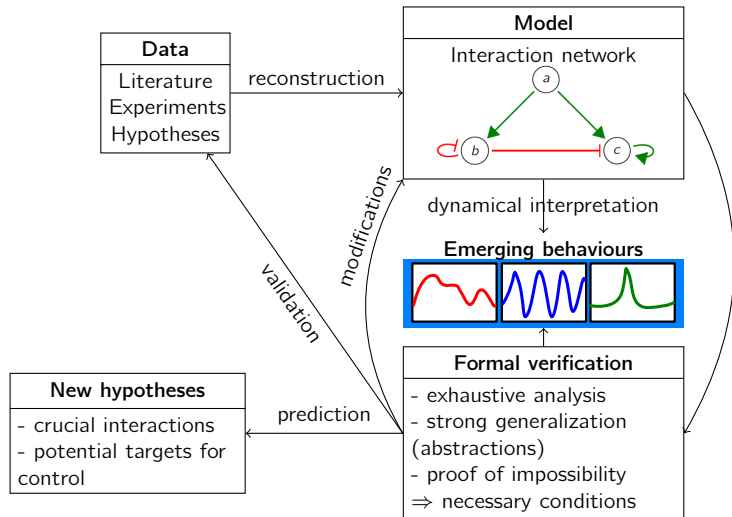 Data
Literature
Experiments
Hypotheses
reconstruction
Model
Interaction network
a
b
c
modifications
dynamical interpretation
validation
Emerging behaviours
Formal verification
- exhaustive analysis
- strong generalization
(abstractions)
- proof of impossibility
⇒ necessary conditions
prediction
New hypotheses
- crucial interactions
- potential targets for
control